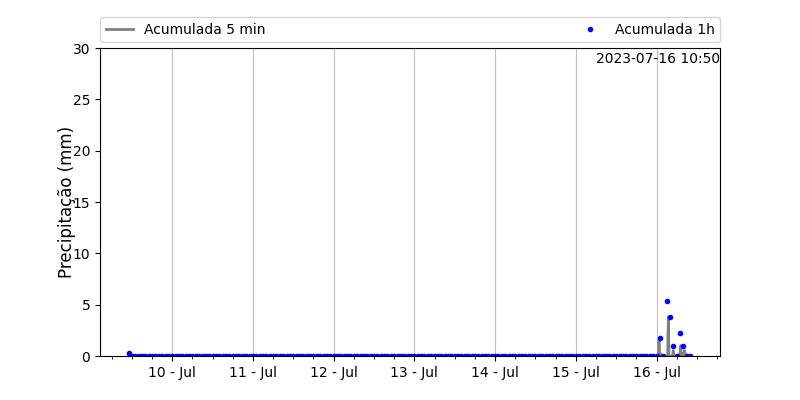 Acumulada 5 min
Acumulada 1h
2023-07-16 10:50
Precipitação (mm)
30
25
20
15
10
5
0
10 - Jul
11 - Jul
12 - Jul
13 - Jul
14 - Jul
15 - Jul
16 - Jul